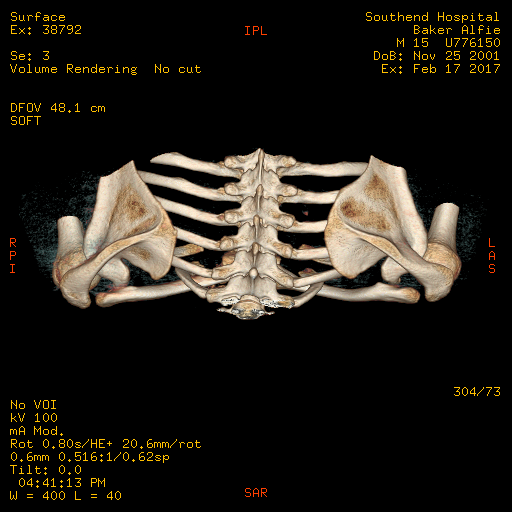 Surface
Ex: 38792
Se: 3
Volume Rendering No cut
DFOV 48.1 cm
SOFT
IPL
Southend Hospital
Baker Alfie
M 15 U776150
DoB: Nov 25 2001
Ex: Feb 17 2017
R
P
I
L
A
S
304/73
No VOI
kV 100
mA Mod.
Rot 0.80s/HE+ 20.6mm/rot
0.6mm 0.516:1/0.62sp
Tilt: 0.0
04:41:13 PM
W = 400 L = 40
SAR